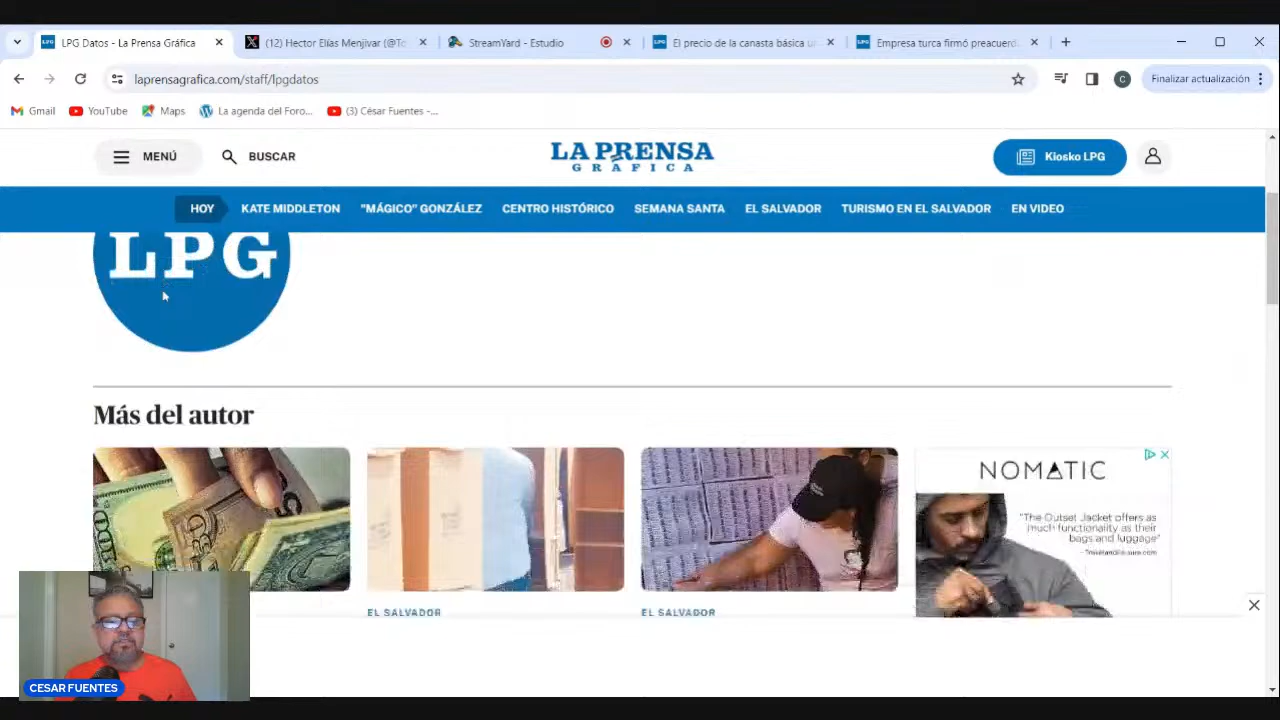 LPG Datos - La Prensa Gráfica
(12) Hector Elías Menjivar (@To
StreamYard - Estudio
El precio de la canasta básica u
Empresa turca firmó preacuerd
laprensagrafica.com/staff/lpgdatos
Finalizar actualización
Gmail
YouTube
Maps
La agenda del Foro...
(3) César Fuentes -...
MENÚ
BUSCAR
LA PRENSA
GRÁFICA
Kiosko LPG
HOY
KATE MIDDLETON
"MÁGICO" GONZÁLEZ
CENTRO HISTÓRICO
SEMANA SANTA
EL SALVADOR
TURISMO EN EL SALVADOR
EN VIDEO
LPG
Más del autor
NOMATIC
"The Outset Jacket offers as
much functionality as their
bags and luggage"
EL SALVADOR
EL SALVADOR
CESAR FUENTES